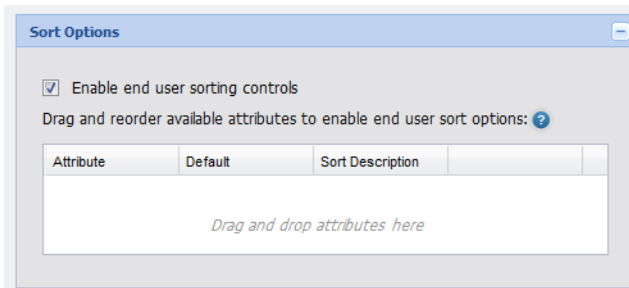 Sort Options
Enable end user sorting controls
Drag and reorder available attributes to enable end user sort options: ?
Attribute Default Sort Description
Drag and drop attributes here